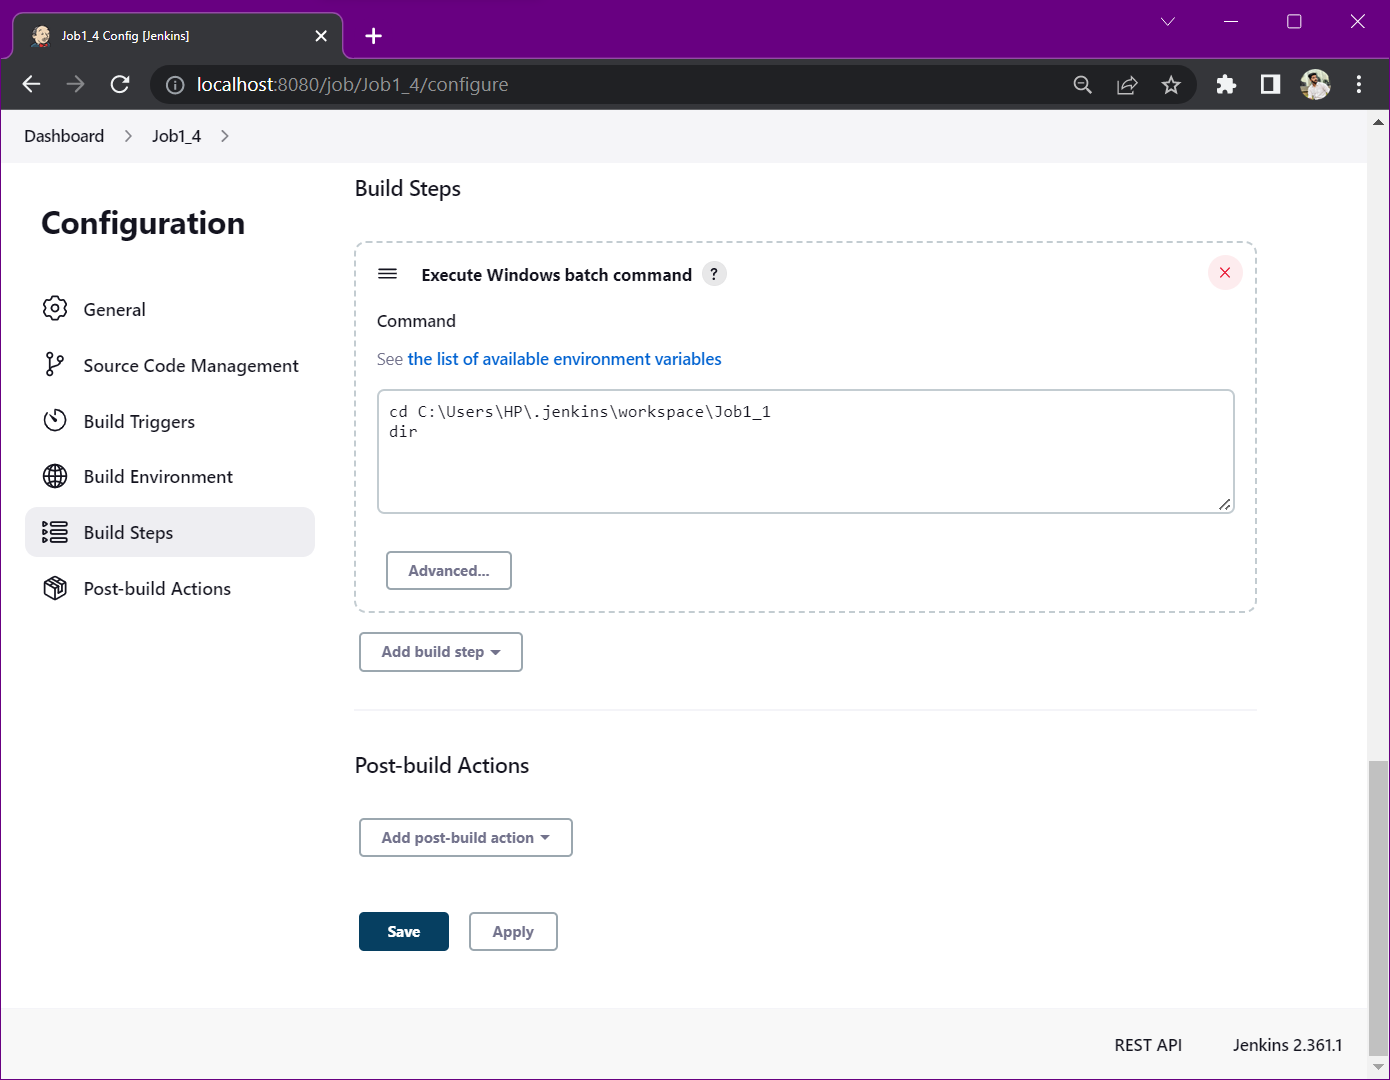 Job1_4 Config [Jenkins]
localhost:8080/job/Job1_4/configure
Dashboard
Job1_4
Configuration
General
Source Code Management
Build Triggers
Build Environment
Build Steps
Post-build Actions
Build Steps
Execute Windows batch command ?
Command
See the list of available environment variables
cd C:\Users\HP\.jenkins\workspace\Job1_1
dir
Advanced...
Add build step
Post-build Actions
Add post-build action
Save
Apply
REST API
Jenkins 2.361.1